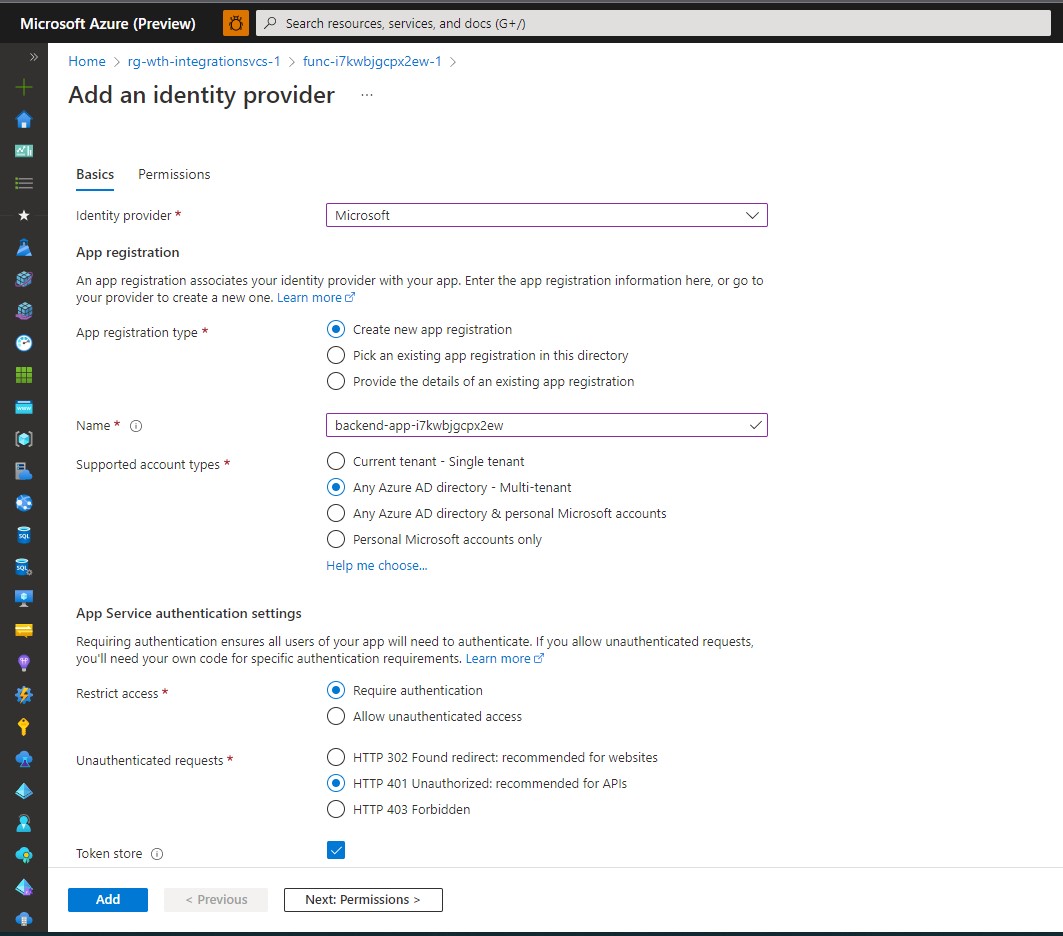 Microsoft Azure (Preview)
Search resources, services, and docs (G+/)
Home > rg-wth-integrationsvcs-1 > func-i7kwbjgcpx2ew-1 >
Add an identity provider ...
Basics Permissions
Identity provider * Microsoft
App registration
An app registration associates your identity provider with your app. Enter the app registration information here, or go to
your provider to create a new one. Learn more
App registration type * Create new app registration
Pick an existing app registration in this directory
Provide the details of an existing app registration
Name * backend-app-i7kwbjgcpx2ew
Supported account types * Current tenant - Single tenant
Any Azure AD directory - Multi-tenant
Any Azure AD directory & personal Microsoft accounts
Personal Microsoft accounts only
Help me choose...
App Service authentication settings
Requiring authentication ensures all users of your app will need to authenticate. If you allow unauthenticated requests,
you'll need your own code for specific authentication requirements. Learn more
Restrict access * Require authentication
Allow unauthenticated access
Unauthenticated requests * HTTP 302 Found redirect: recommended for websites
HTTP 401 Unauthorized: recommended for APIs
HTTP 403 Forbidden
Token store
Add < Previous Next: Permissions >